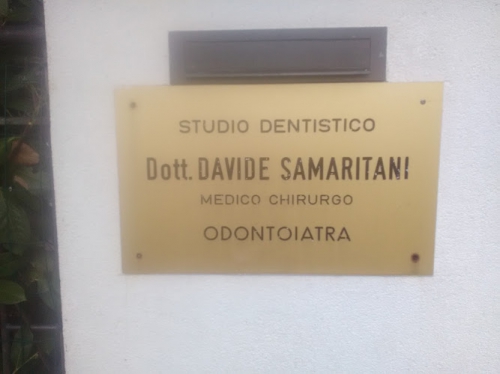 STUDIO DENTISTICO
Dott. DAVIDE SAMARITANI
MEDICO CHIRURGO
ODONTOIATRA